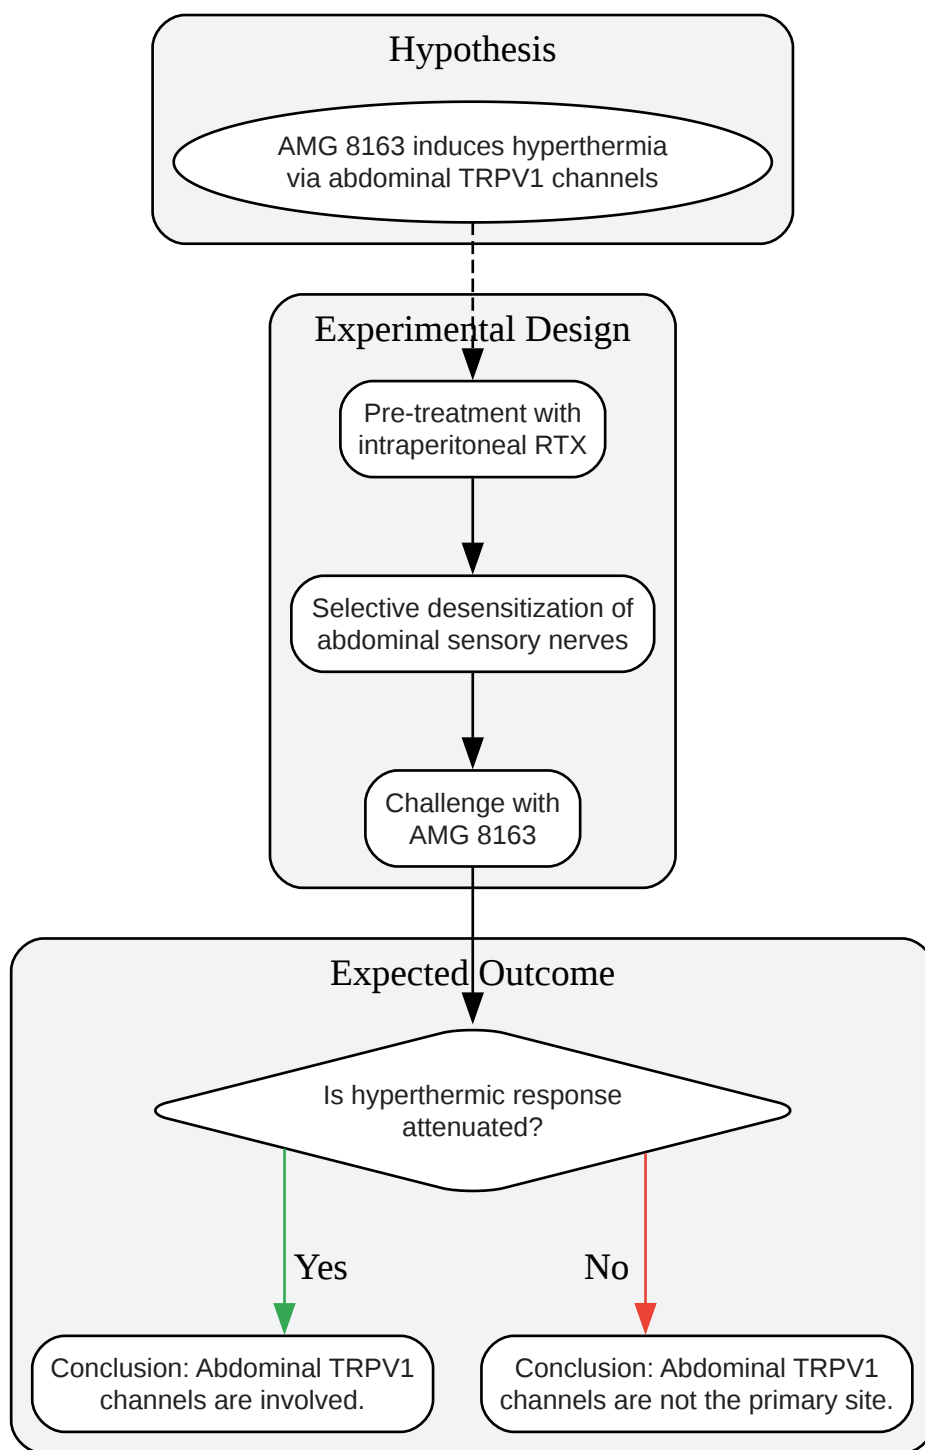 Hypothesis
AMG 8163 induces hyperthermia
via abdominal TRPV1 channels
Experimental Design
Pre-treatment with
intraperitoneal RTX
Selective desensitization of
abdominal sensory nerves
Challenge with
AMG 8163
Expected Outcome
Is hyperthermic response
attenuated?
Yes
No
Conclusion: Abdominal TRPV1
channels are involved.
Conclusion: Abdominal TRPV1
channels are not the primary site.